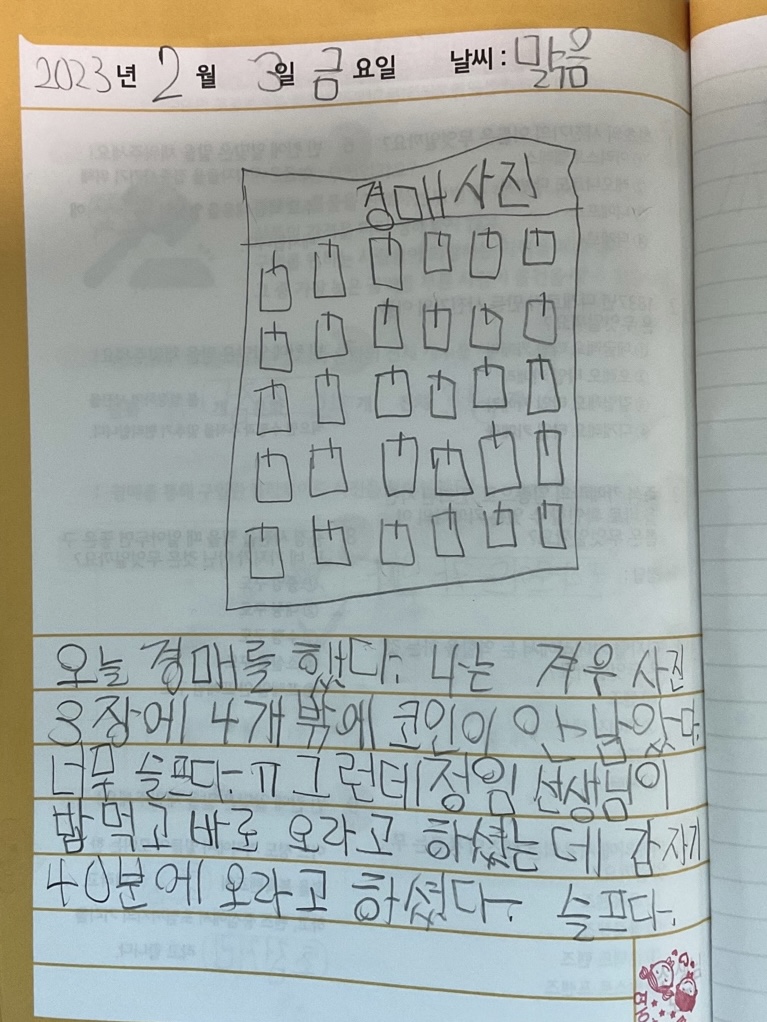 2023년 2월 3일 금요일 날씨: 맑음
경매 사진
오늘 경매를 했다. 나는 겨우 사진
3장에 4개 밖에 코인이 안 남았다.
너무 슬프다. ㅠ 그런데 정임 선생님이
밥 먹고 바로 오라고 하셨는데 갑자기
40분에 오라고 하셨다. 슬프다.